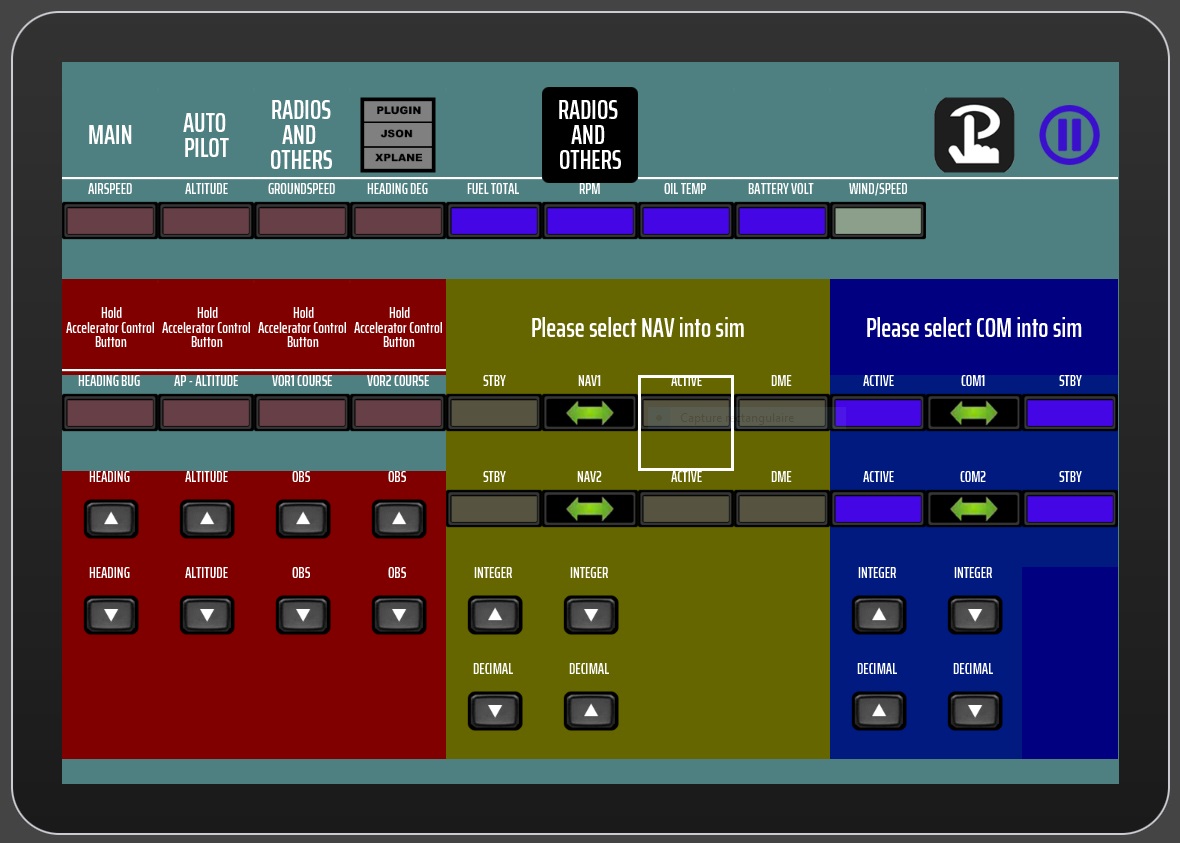 MAIN
AUTO
PILOT
RADIOS
AND
OTHERS
PLUGIN
JSON
XPLANE
RADIOS
AND
OTHERS
AIRSPEED ALTITUDE GROUNDSPEED HEADING DEG FUEL TOTAL RPM OIL TEMP BATTERY VOLT WIND/SPEED
Hold
Accelerator Control
Button
Hold
Accelerator Control
Button
Hold
Accelerator Control
Button
Hold
Accelerator Control
Button
Please select NAV into sim
Please select COM into sim
HEADING BUG AP - ALTITUDE VOR1 COURSE VOR2 COURSE STBY NAV1 ACTIVE DME ACTIVE COM1 STBY
Capture rectangulaire
HEADING ALTITUDE OBS OBS STBY NAV2 ACTIVE DME ACTIVE COM2 STBY
HEADING ALTITUDE OBS OBS INTEGER INTEGER INTEGER INTEGER
DECIMAL DECIMAL DECIMAL DECIMAL